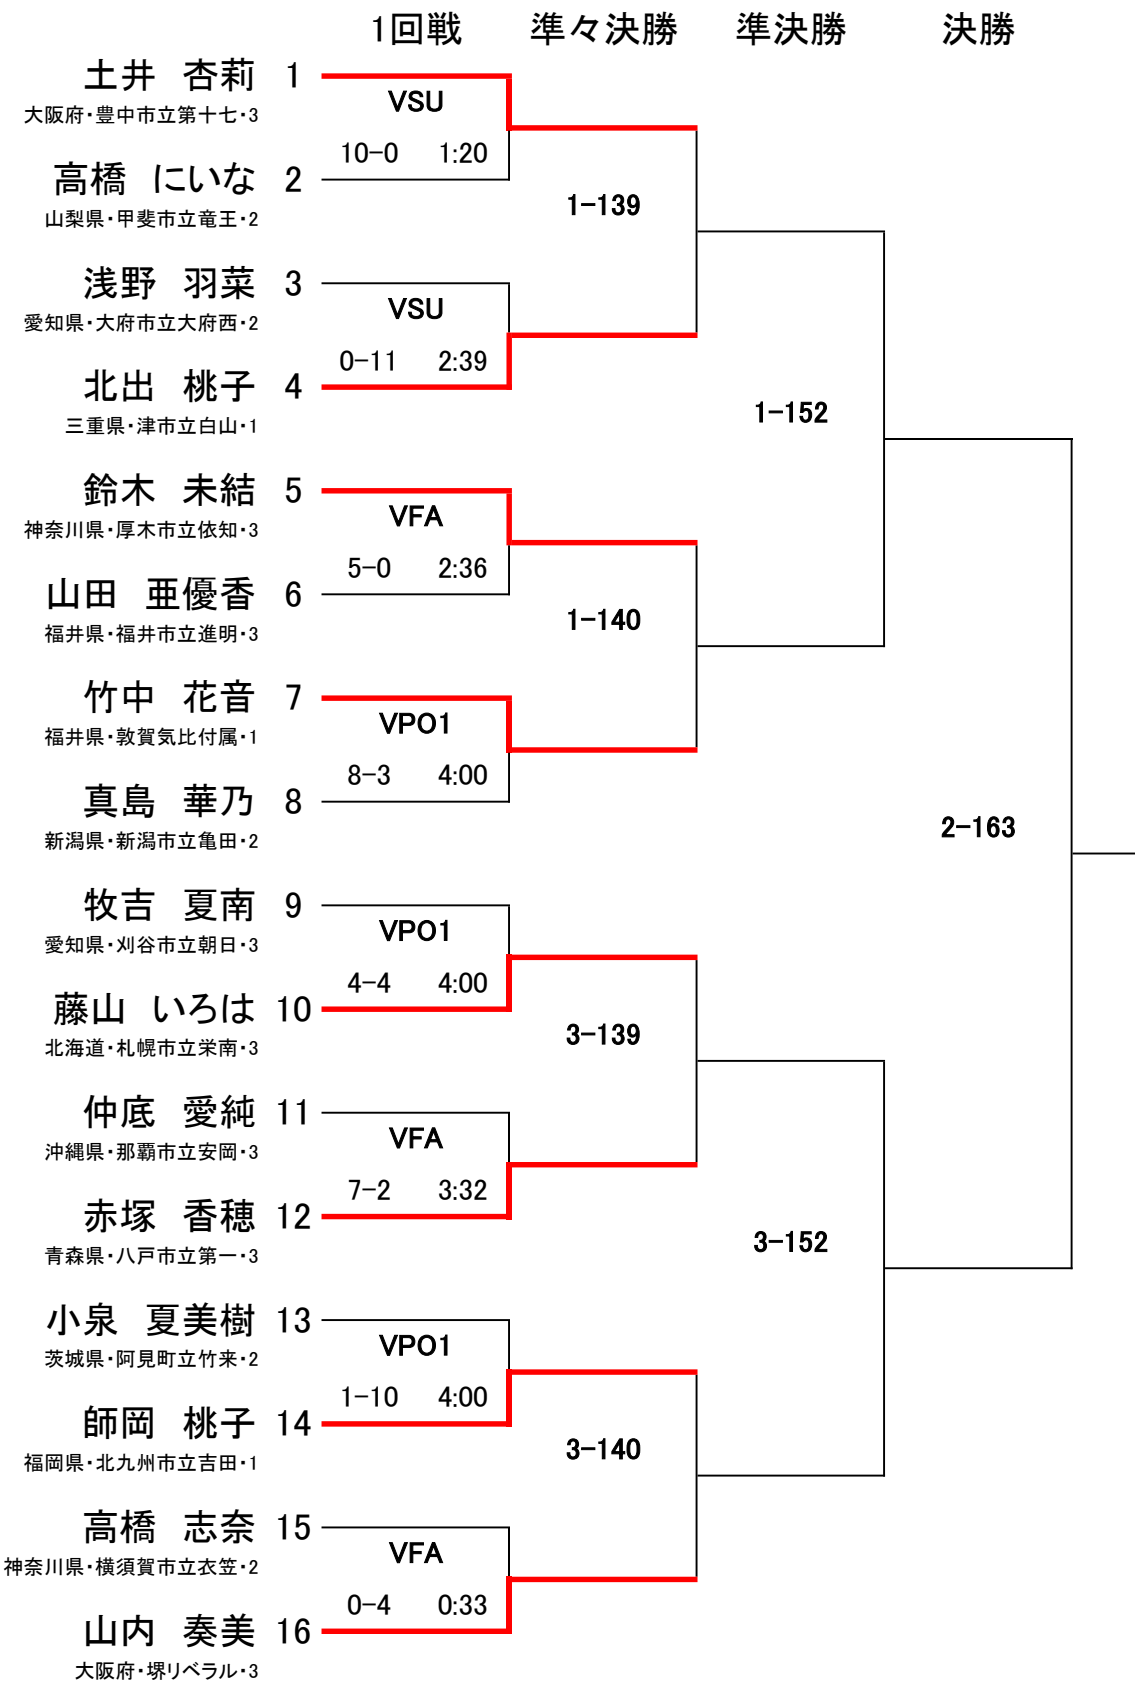 1回戦 準々決勝 準決勝 決勝
土井 杏莉 1
大阪府・豊中市立第十七・3
VSU
10-0 1:20
高橋 にいな 2
山梨県・甲斐市立竜王・2
1-139
浅野 羽菜 3
愛知県・大府市立大府西・2
VSU
0-11 2:39
北出 桃子 4
三重県・津市立白山・1
1-152
鈴木 未結 5
神奈川県・厚木市立依知・3
VFA
5-0 2:36
山田 亜優香 6
福井県・福井市立進明・3
1-140
竹中 花音 7
福井県・敦賀気比付属・1
VPO1
8-3 4:00
真島 華乃 8
新潟県・新潟市立亀田・2
2-163
牧吉 夏南 9
愛知県・刈谷市立朝日・3
VPO1
4-4 4:00
藤山 いろは 10
北海道・札幌市立栄南・3
3-139
仲底 愛純 11
沖縄県・那覇市立安岡・3
VFA
7-2 3:32
赤塚 香穂 12
青森県・八戸市立第一・3
3-152
小泉 夏美樹 13
茨城県・阿見町立竹来・2
VPO1
1-10 4:00
師岡 桃子 14
福岡県・北九州市立吉田・1
3-140
高橋 志奈 15
神奈川県・横須賀市立衣笠・2
VFA
0-4 0:33
山内 奏美 16
大阪府・堺リベラル・3